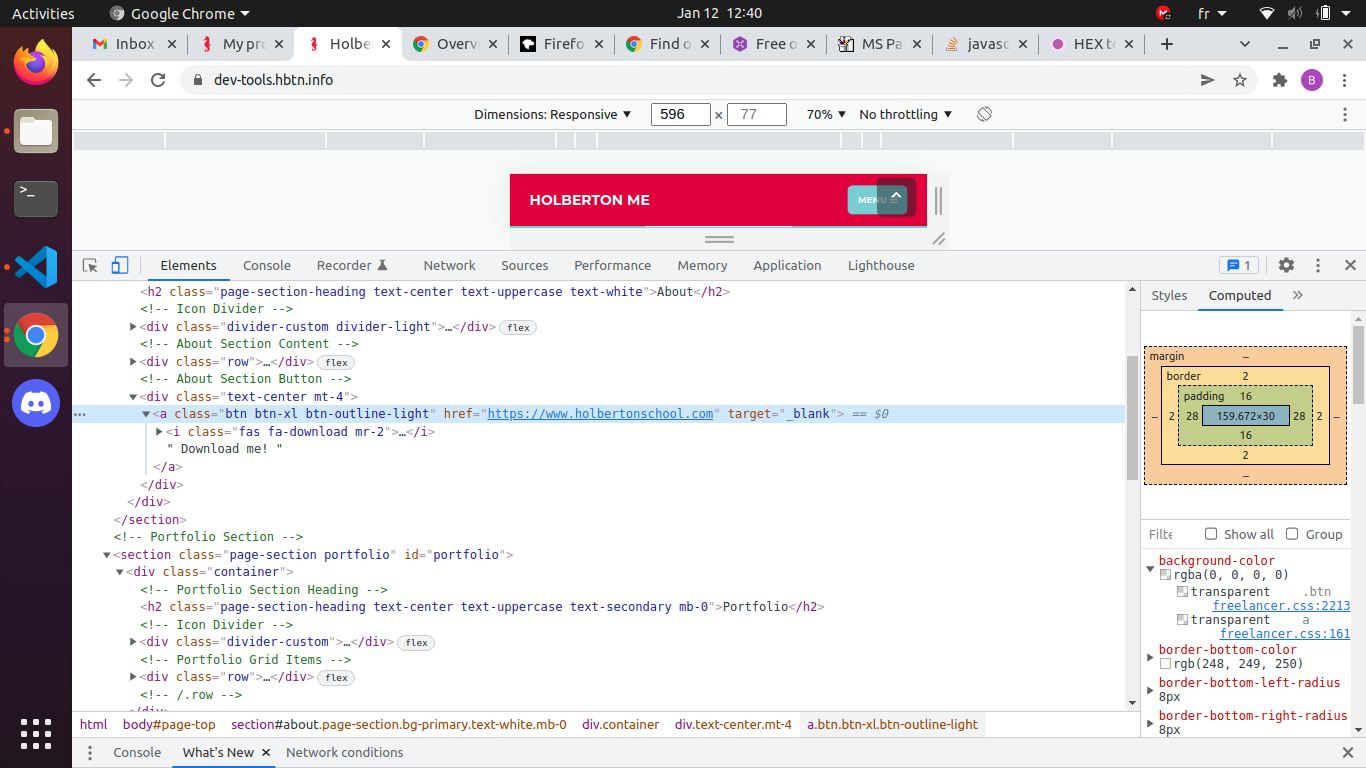 Activities Google Chrome Jan 12 12:40 fr
Inbox My pro Holbe Overv Firefo Find o Free o MS Pa javasc HEX to
dev-tools.hbtn.info B
Dimensions: Responsive 596 × 77 70% No throttling
HOLBERTON ME MENU
Elements Console Recorder Network Sources Performance Memory Application Lighthouse 1
<h2 class="page-section-heading text-center text-uppercase text-white">About</h2>
<!-- Icon Divider -->
<div class="divider-custom divider-light">…</div> flex
<!-- About Section Content -->
<div class="row">…</div> flex
<!-- About Section Button -->
<div class="text-center mt-4">
<a class="btn btn-xl btn-outline-light" href="https://www.holbertonschool.com" target="_blank"> == $0
<i class="fas fa-download mr-2">…</i>
" Download me! "
</a>
</div>
</div>
</section>
<!-- Portfolio Section -->
<section class="page-section portfolio" id="portfolio">
<div class="container">
<!-- Portfolio Section Heading -->
<h2 class="page-section-heading text-center text-uppercase text-secondary mb-0">Portfolio</h2>
<!-- Icon Divider -->
<div class="divider-custom">…</div> flex
<!-- Portfolio Grid Items -->
<div class="row">…</div> flex
<!-- /.row -->
html body#page-top section#about.page-section.bg-primary.text-white.mb-0 div.container div.text-center.mt-4 a.btn.btn-xl.btn-outline-light
Styles Computed
margin –
border 2
padding 16
– 2 28 159.672×30 28 2 –
16
2
–
Filte Show all Group
background-color
rgba(0, 0, 0, 0)
transparent .btn
freelancer.css:2213
transparent a
freelancer.css:161
border-bottom-color
rgb(248, 249, 250)
border-bottom-left-radius
8px
border-bottom-right-radius
8px
Console What's New Network conditions